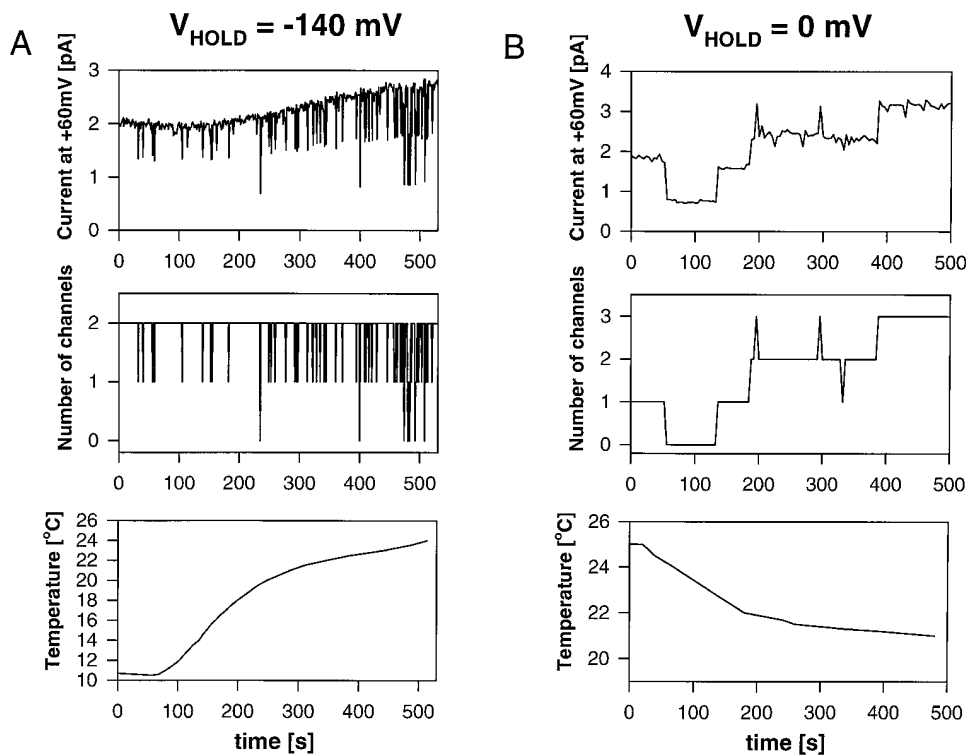 A
V_HOLD = -140 mV
Current at +60mV [pA]
3
2
1
0
0 100 200 300 400 500
Number of channels
2
1
0
0 100 200 300 400 500
Temperature [°C]
26
24
22
20
18
16
14
12
10
0 100 200 300 400 500
time [s]
B
V_HOLD = 0 mV
Current at +60mV [pA]
4
3
2
1
0
0 100 200 300 400 500
Number of channels
3
2
1
0
0 100 200 300 400 500
Temperature [°C]
26
24
22
20
0 100 200 300 400 500
time [s]